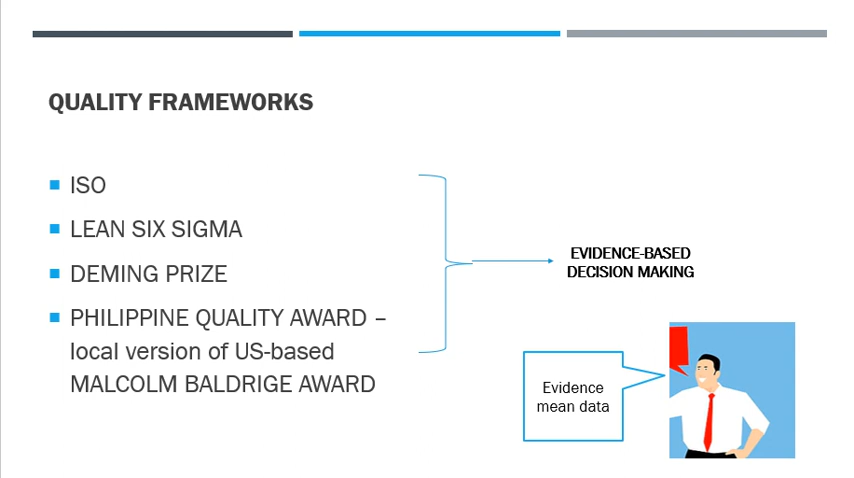 QUALITY FRAMEWORKS
ISO
LEAN SIX SIGMA
DEMING PRIZE
PHILIPPINE QUALITY AWARD –
local version of US-based
MALCOLM BALDRIGE AWARD
EVIDENCE-BASED
DECISION MAKING
Evidence
mean data